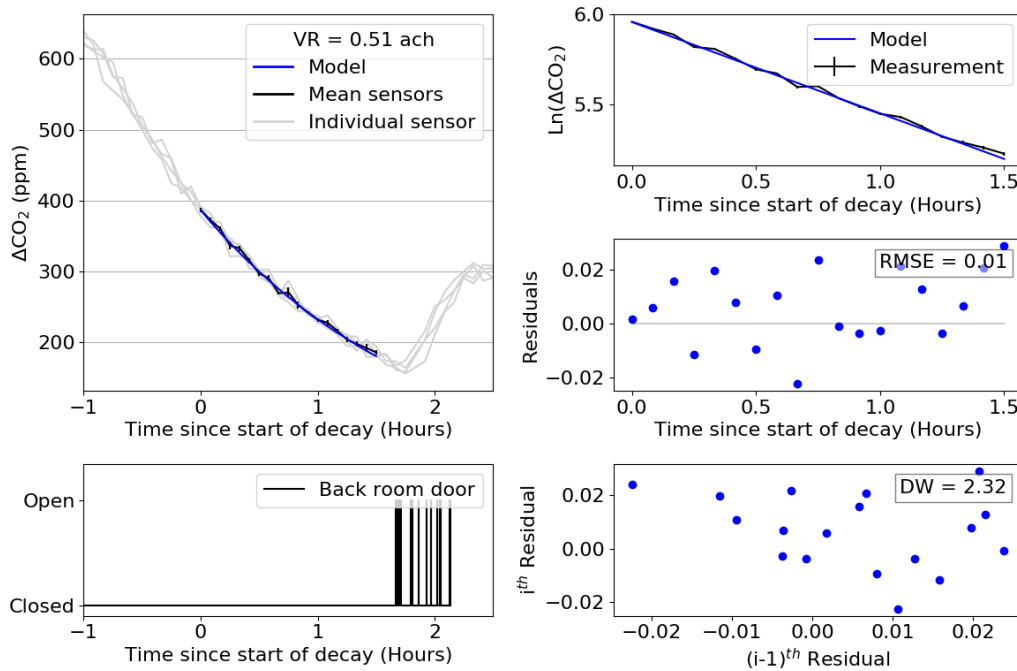 VR = 0.51 ach
Model
Mean sensors
Individual sensor
600
500
400
300
200
ΔCO₂ (ppm)
−1
0
1
2
Time since start of decay (Hours)
Model
Measurement
6.0
5.5
Ln(ΔCO₂)
0.0
0.5
1.0
1.5
Time since start of decay (Hours)
RMSE = 0.01
0.02
0.00
−0.02
Residuals
0.0
0.5
1.0
1.5
Time since start of decay (Hours)
Back room door
Open
Closed
−1
0
1
2
Time since start of decay (Hours)
DW = 2.32
0.02
0.00
−0.02
iᵗʰ Residual
−0.02
−0.01
0.00
0.01
0.02
(i-1)ᵗʰ Residual